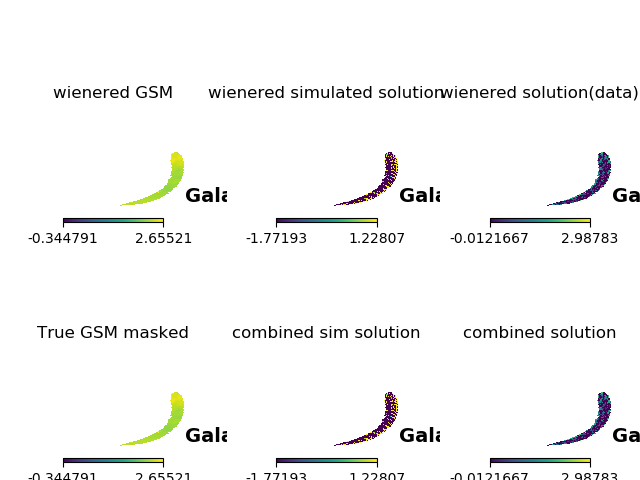 wienered GSM
wienered simulated solution
wienered solution(data)
Gala
Gala
Ga
-0.344791 2.65521
-1.77193 1.22807
-0.0121667 2.98783
True GSM masked
combined sim solution
combined solution
Gala
Gala
Ga
-0.344791 2.65521
-1.77193 1.22807
-0.0121667 2.98783